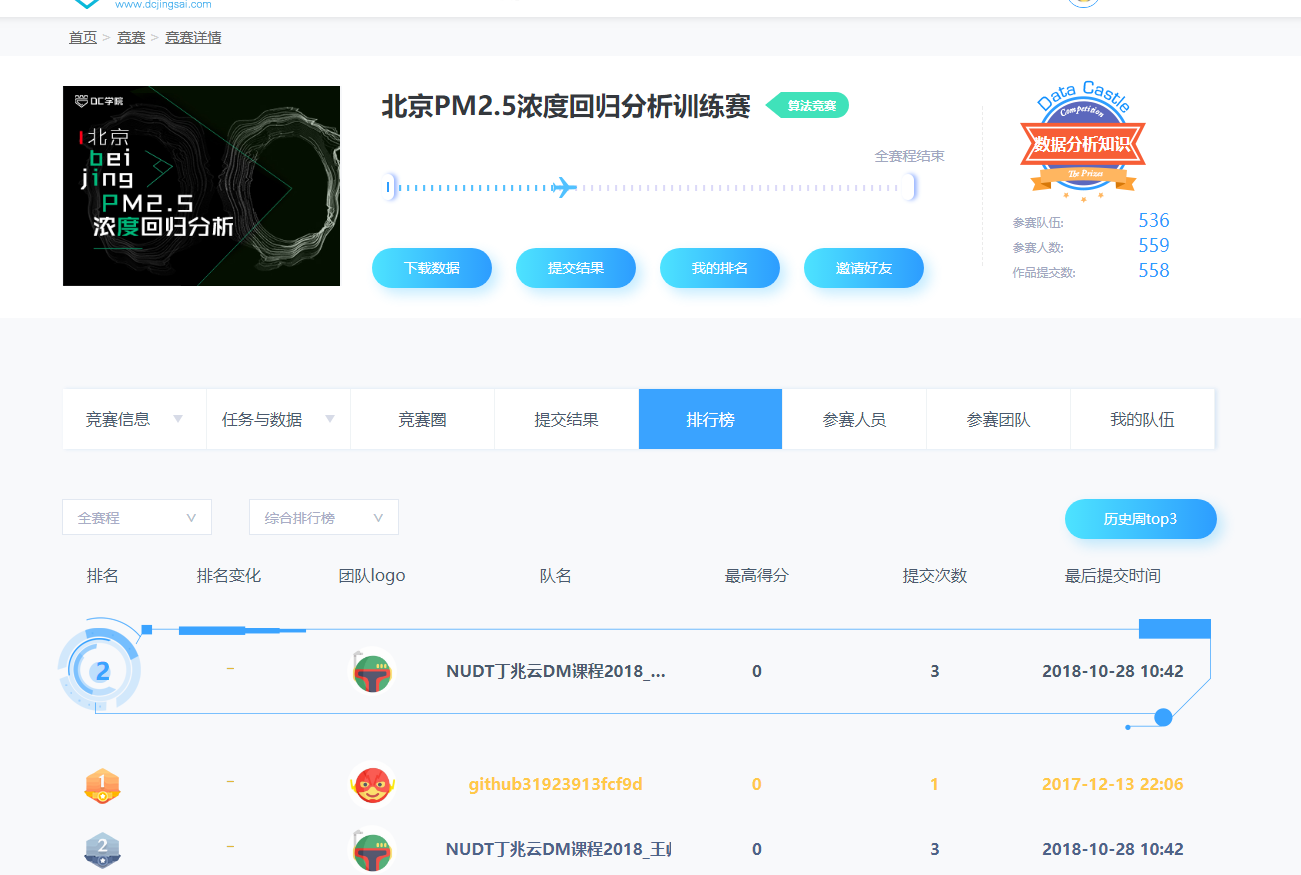 www.dcjingsai.com
首页 > 竞赛 > 竞赛详情
DC学院
北京
bei
jing
PM2.5
浓度回归分析
北京PM2.5浓度回归分析训练赛
算法竞赛
全赛程结束
下载数据
提交结果
我的排名
邀请好友
Data Castle
Competition
数据分析知识
The Prizes
参赛队伍: 536
参赛人数: 559
作品提交数: 558
竞赛信息
任务与数据
竞赛圈
提交结果
排行榜
参赛人员
参赛团队
我的队伍
全赛程
综合排行榜
历史周top3
排名 排名变化 团队logo 队名 最高得分 提交次数 最后提交时间
2 – NUDT丁兆云DM课程2018_... 0 3 2018-10-28 10:42
1 – github31923913fcf9d 0 1 2017-12-13 22:06
2 – NUDT丁兆云DM课程2018_王 0 3 2018-10-28 10:42